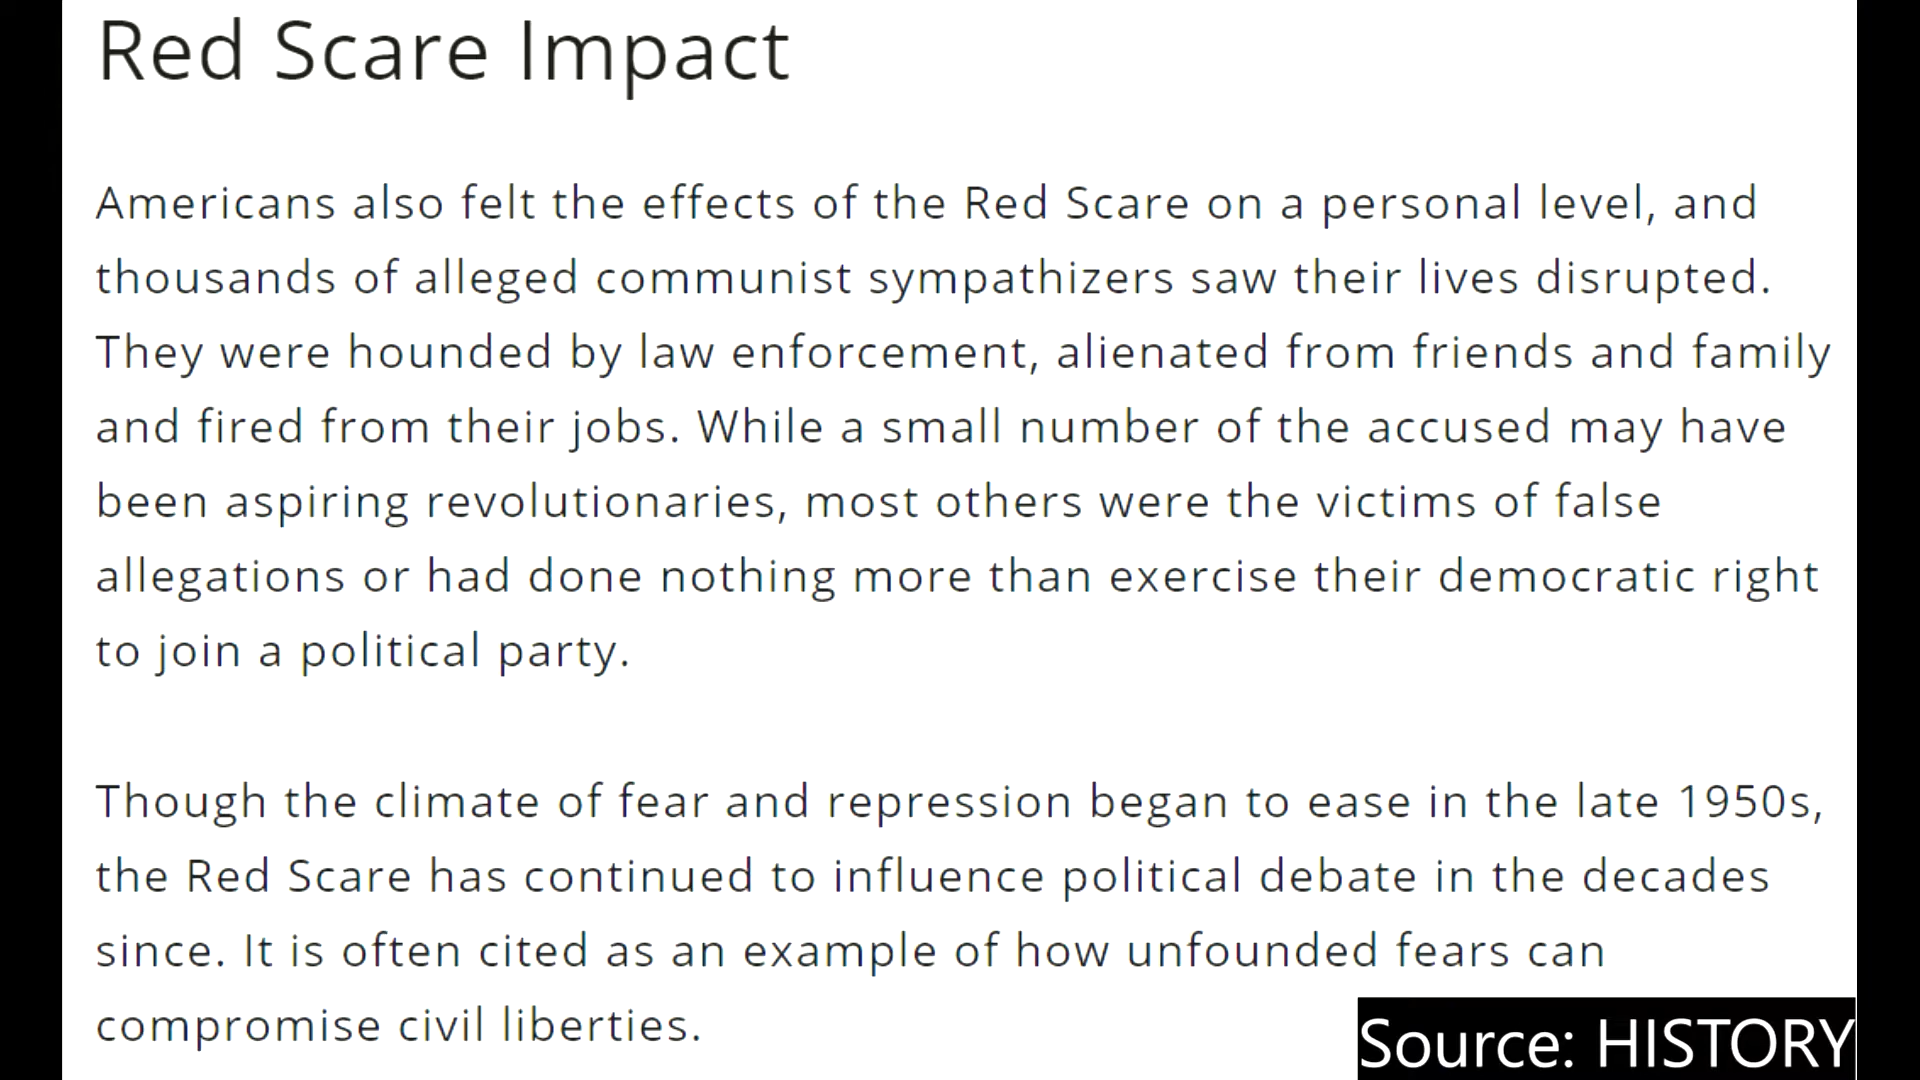 Red Scare Impact
Americans also felt the effects of the Red Scare on a personal level, and
thousands of alleged communist sympathizers saw their lives disrupted.
They were hounded by law enforcement, alienated from friends and family
and fired from their jobs. While a small number of the accused may have
been aspiring revolutionaries, most others were the victims of false
allegations or had done nothing more than exercise their democratic right
to join a political party.
Though the climate of fear and repression began to ease in the late 1950s,
the Red Scare has continued to influence political debate in the decades
since. It is often cited as an example of how unfounded fears can
compromise civil liberties.
Source: HISTORY